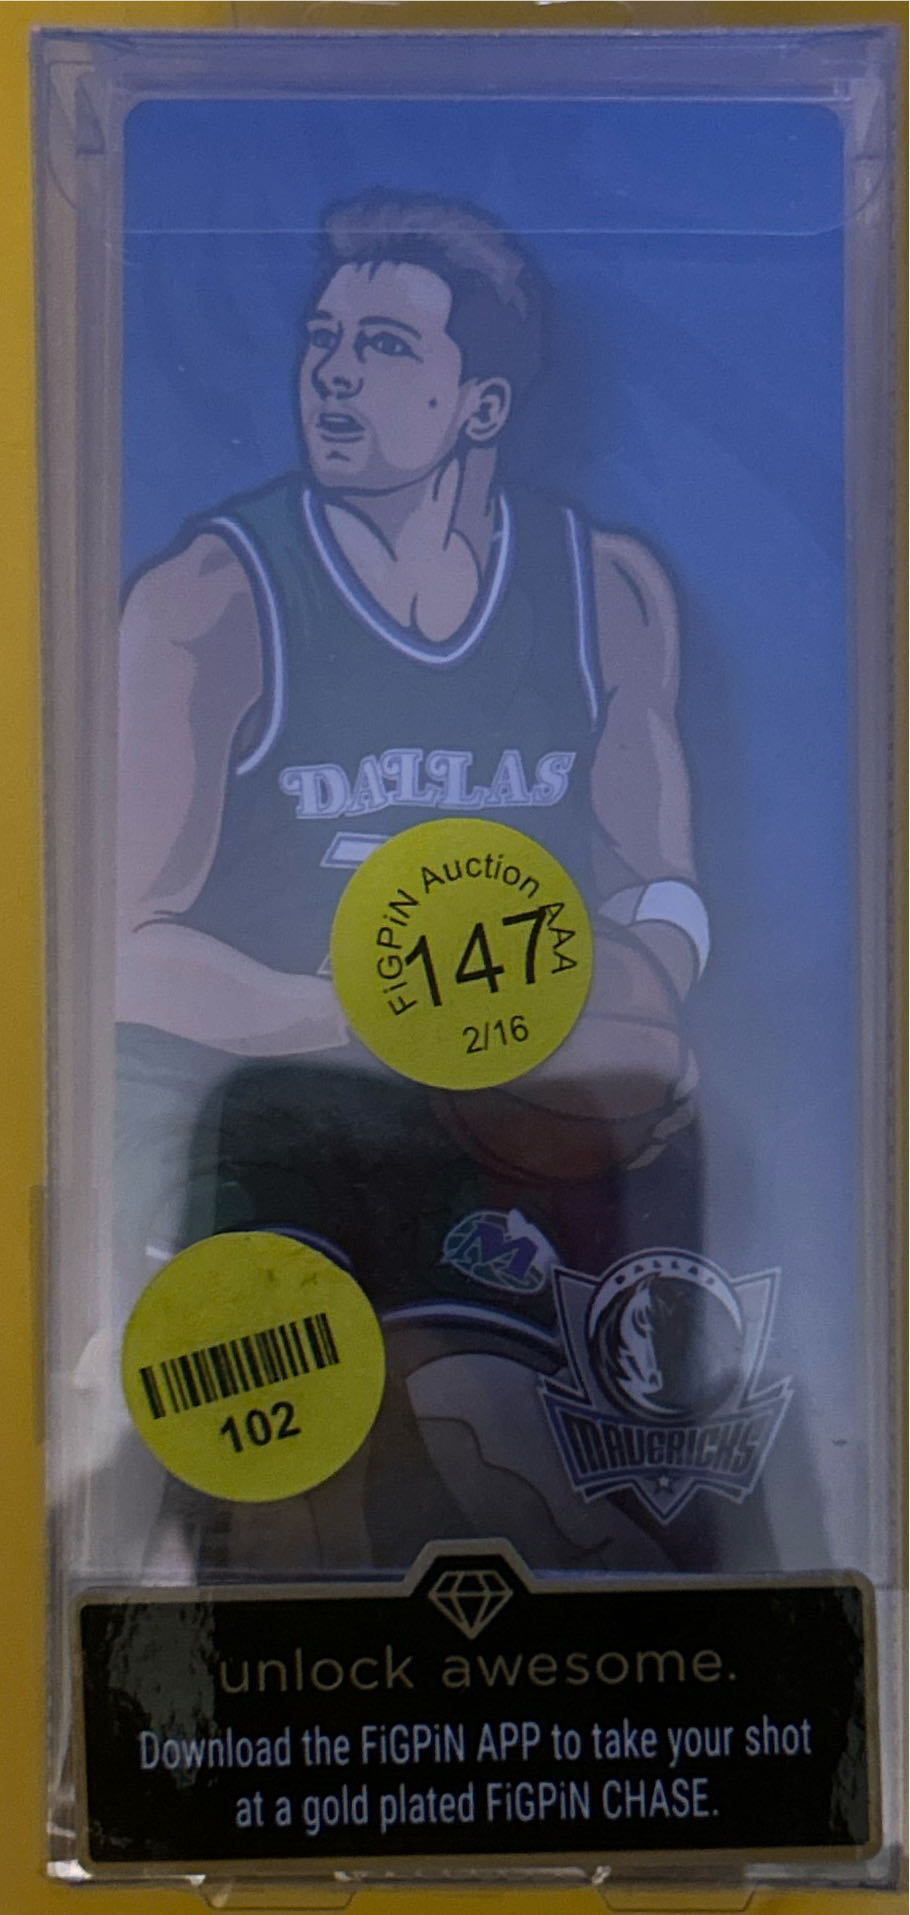 DALLAS
FiGPiN Auction AAA
147
2/16
M
102
DALLAS
MAVERICKS
unlock awesome.
Download the FiGPiN APP to take your shot
at a gold plated FiGPiN CHASE.